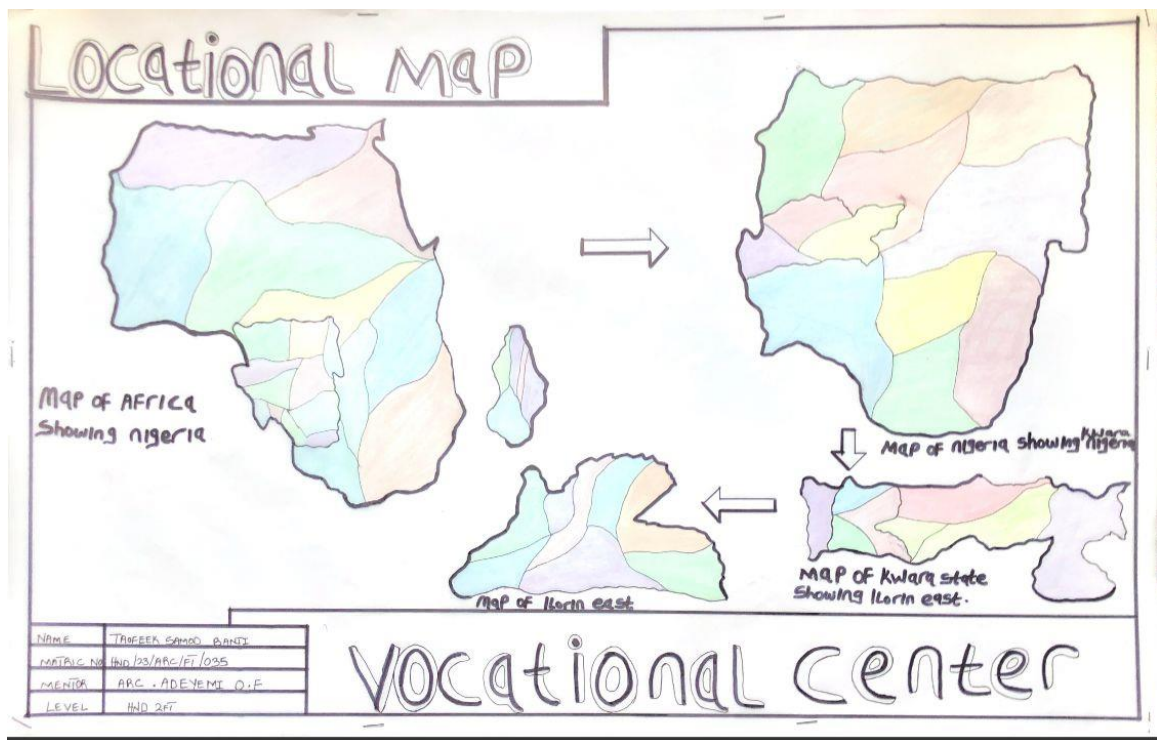 Locational Map
Map of Africa
showing nigeria
Map of nigeria showing Kwara nigeria
Map of Kwara state
showing Ilorin east.
Map of Ilorin east
NAME TAOFEEK SAMOD BANJI
MATRIC NO HND/23/ARC/FT/035
MENTOR ARC. ADEYEMI O.F
LEVEL HND 2FT
Vocational center